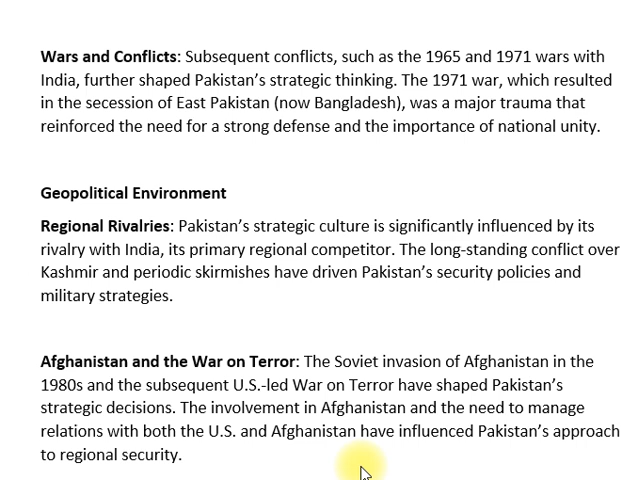 Wars and Conflicts: Subsequent conflicts, such as the 1965 and 1971 wars with
India, further shaped Pakistan’s strategic thinking. The 1971 war, which resulted
in the secession of East Pakistan (now Bangladesh), was a major trauma that
reinforced the need for a strong defense and the importance of national unity.
Geopolitical Environment
Regional Rivalries: Pakistan’s strategic culture is significantly influenced by its
rivalry with India, its primary regional competitor. The long-standing conflict over
Kashmir and periodic skirmishes have driven Pakistan’s security policies and
military strategies.
Afghanistan and the War on Terror: The Soviet invasion of Afghanistan in the
1980s and the subsequent U.S.-led War on Terror have shaped Pakistan’s
strategic decisions. The involvement in Afghanistan and the need to manage
relations with both the U.S. and Afghanistan have influenced Pakistan’s approach
to regional security.